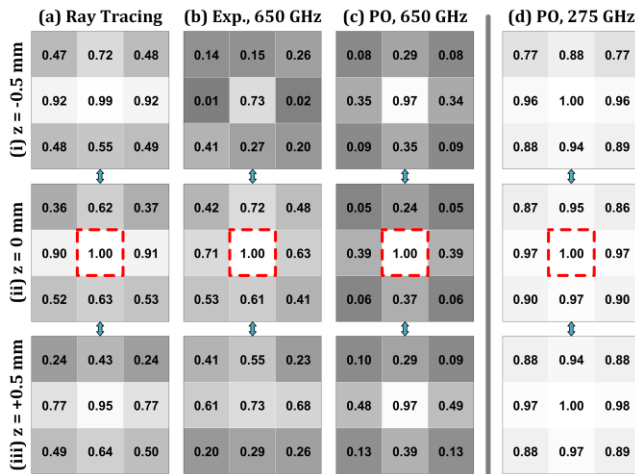 (a) Ray Tracing (b) Exp., 650 GHz (c) PO, 650 GHz (d) PO, 275 GHz
(i) z = -0.5 mm
0.47 0.72 0.48 0.14 0.15 0.26 0.08 0.29 0.08 0.77 0.88 0.77
0.92 0.99 0.92 0.01 0.73 0.02 0.35 0.97 0.34 0.96 1.00 0.96
0.48 0.55 0.49 0.41 0.27 0.20 0.09 0.35 0.09 0.88 0.94 0.89
(ii) z = 0 mm
0.36 0.62 0.37 0.42 0.72 0.48 0.05 0.24 0.05 0.87 0.95 0.86
0.90 1.00 0.91 0.71 1.00 0.63 0.39 1.00 0.39 0.97 1.00 0.97
0.52 0.63 0.53 0.53 0.61 0.41 0.06 0.37 0.06 0.90 0.97 0.90
(iii) z = +0.5 mm
0.24 0.43 0.24 0.41 0.55 0.23 0.10 0.29 0.09 0.88 0.94 0.88
0.77 0.95 0.77 0.61 0.73 0.68 0.48 0.97 0.49 0.97 1.00 0.98
0.49 0.64 0.50 0.20 0.29 0.26 0.13 0.39 0.13 0.88 0.97 0.89